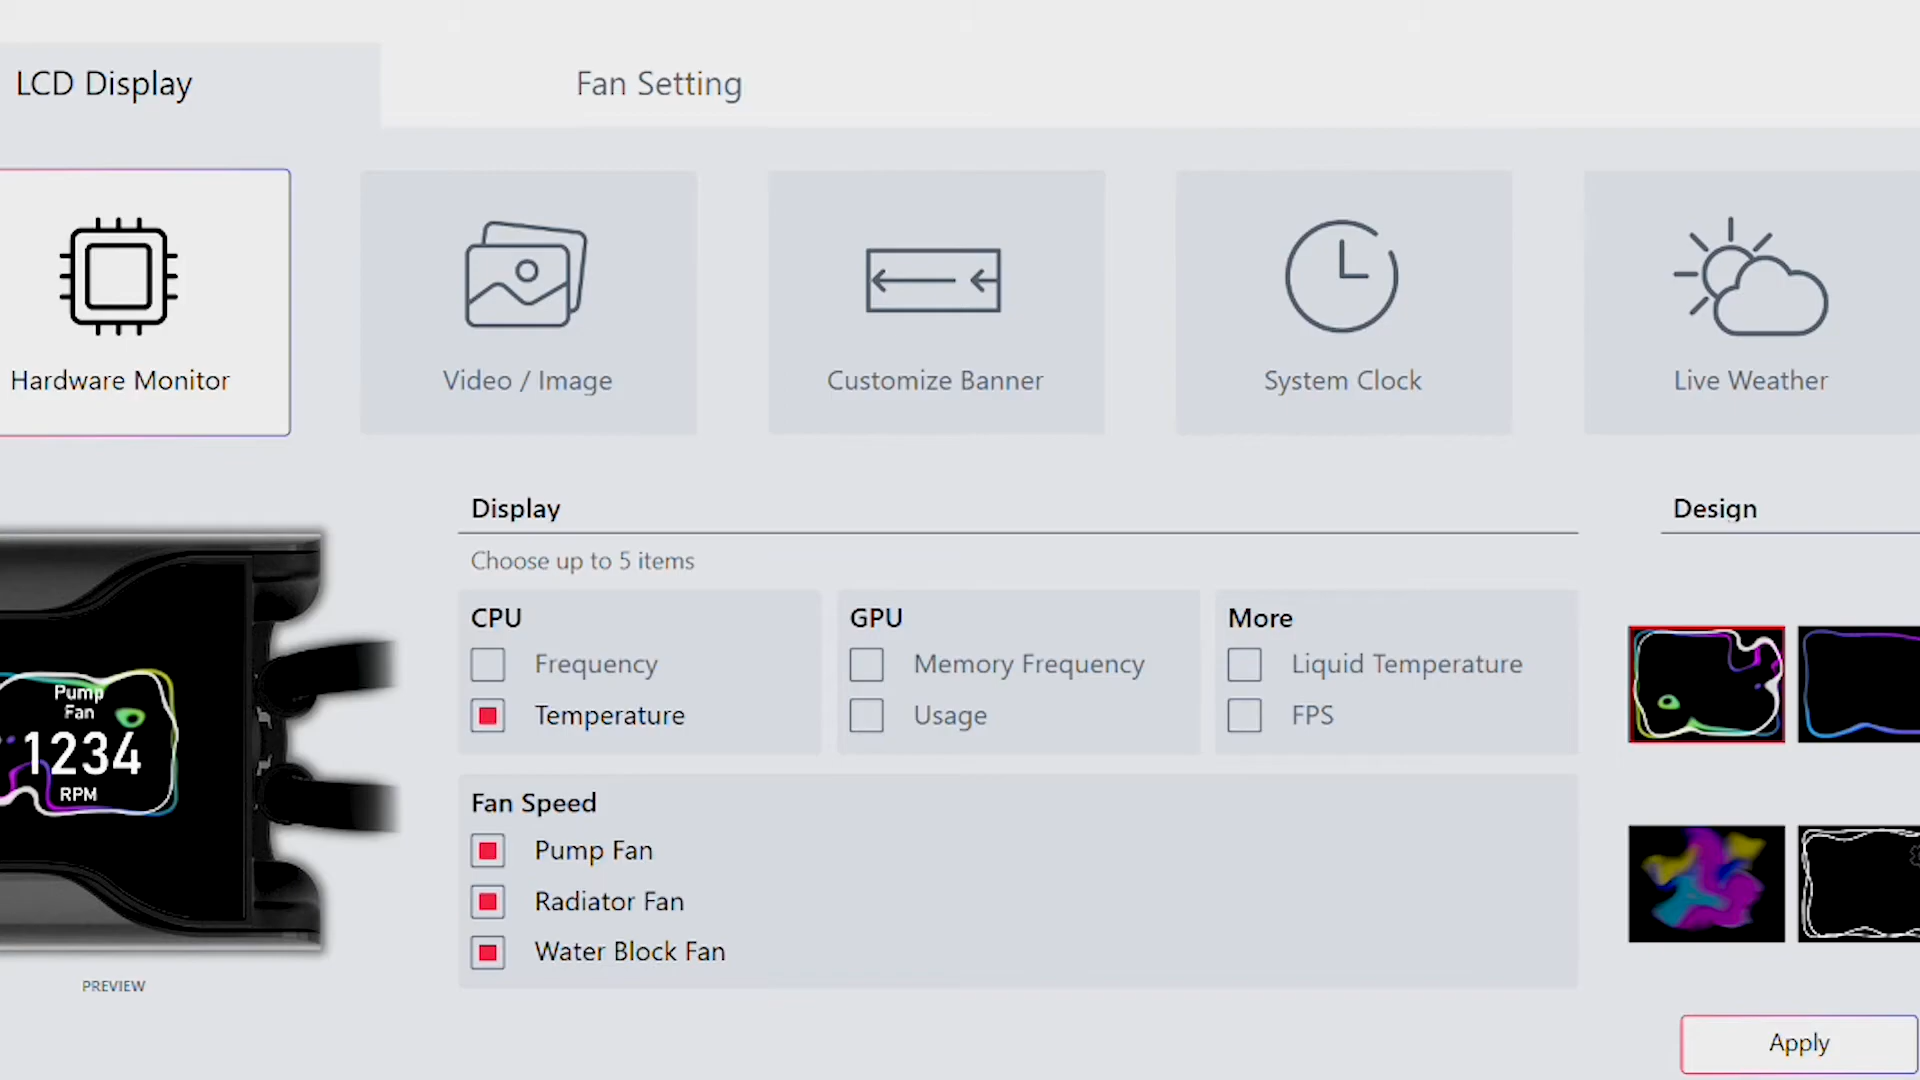 LCD Display
Fan Setting
Hardware Monitor
Video / Image
Customize Banner
System Clock
Live Weather
Display
Design
Choose up to 5 items
CPU
GPU
More
Frequency
Memory Frequency
Liquid Temperature
Temperature
Usage
FPS
Pump
Fan
1234
RPM
Fan Speed
Pump Fan
Radiator Fan
Water Block Fan
PREVIEW
Apply